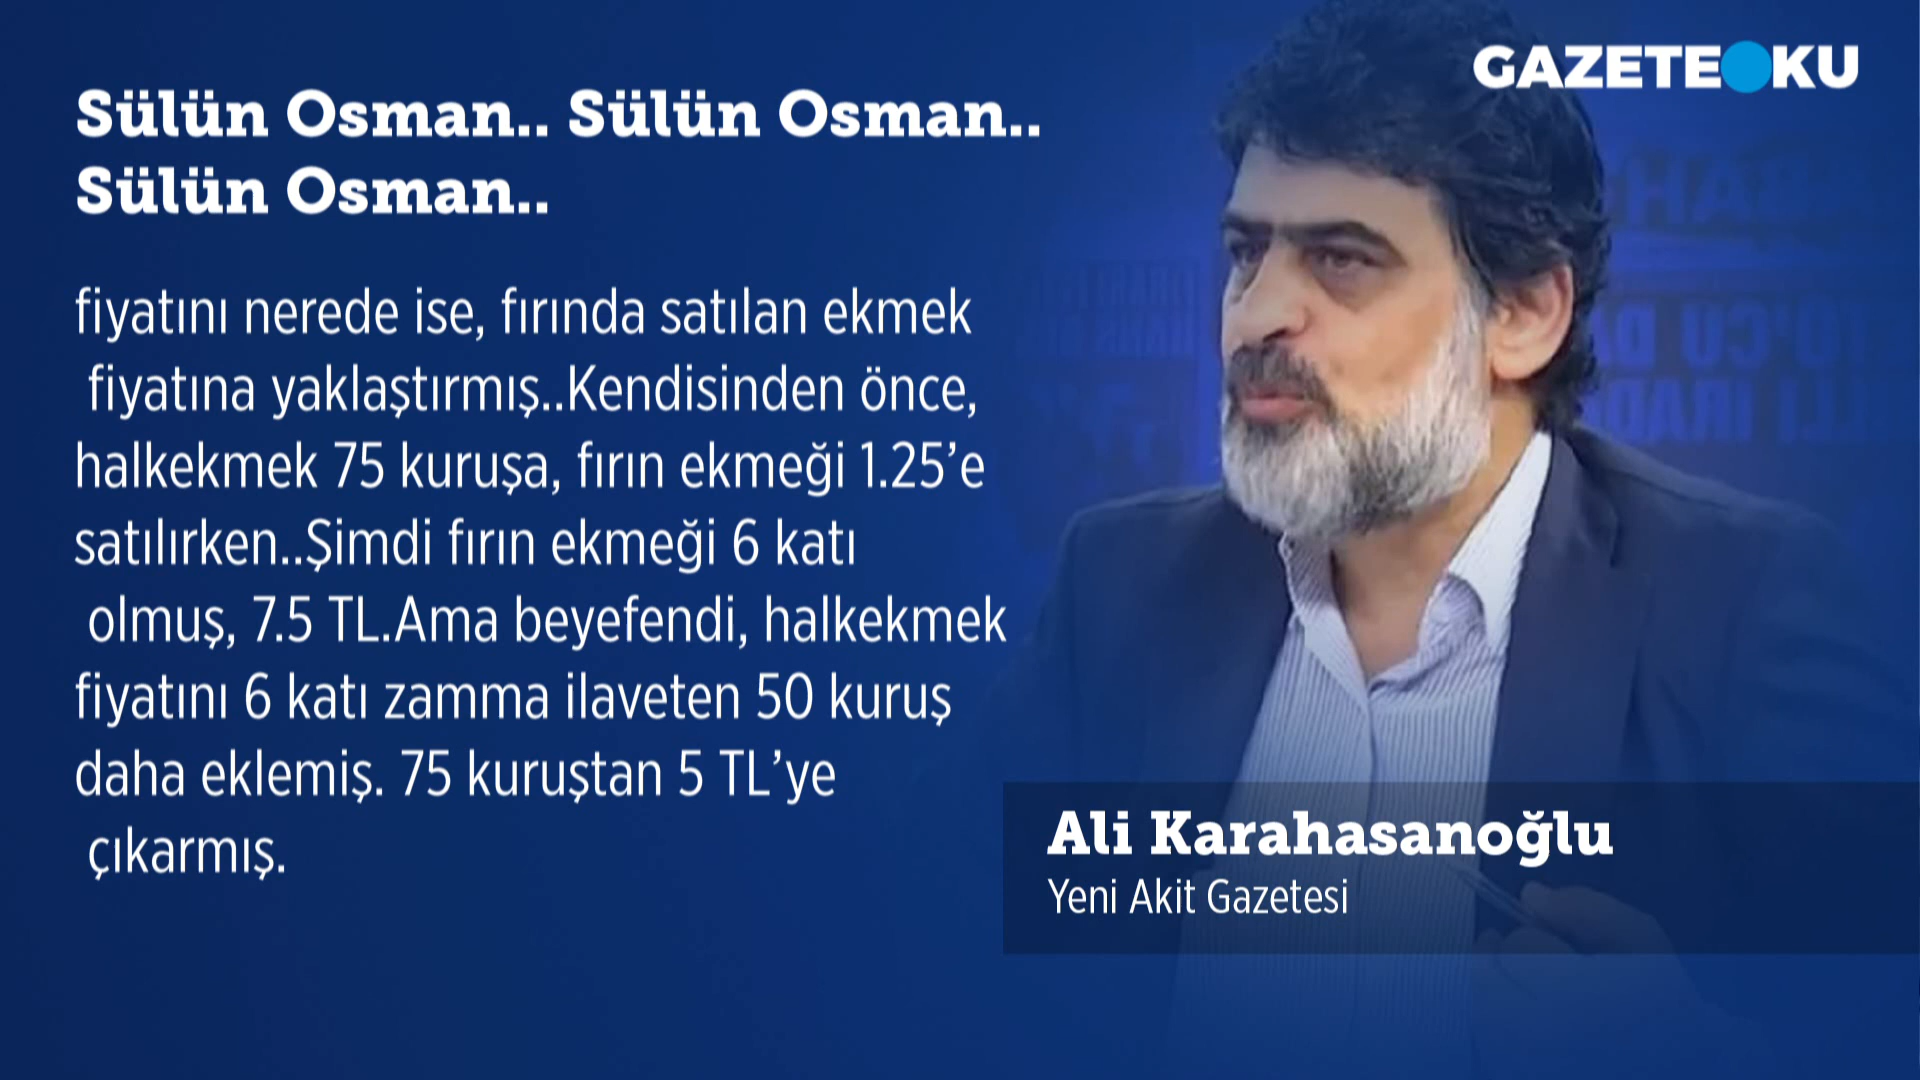 GAZETE OKU
Sülün Osman.. Sülün Osman..
Sülün Osman..
fiyatını nerede ise, fırında satılan ekmek
fiyatına yaklaştırmış..Kendisinden önce,
halkekmek 75 kuruşa, fırın ekmeği 1.25’e
satılırken..Şimdi fırın ekmeği 6 katı
olmuş, 7.5 TL.Ama beyefendi, halkekmek
fiyatını 6 katı zamma ilaveten 50 kuruş
daha eklemiş. 75 kuruştan 5 TL’ye
çıkarmış.
Ali Karahasanoğlu
Yeni Akit Gazetesi